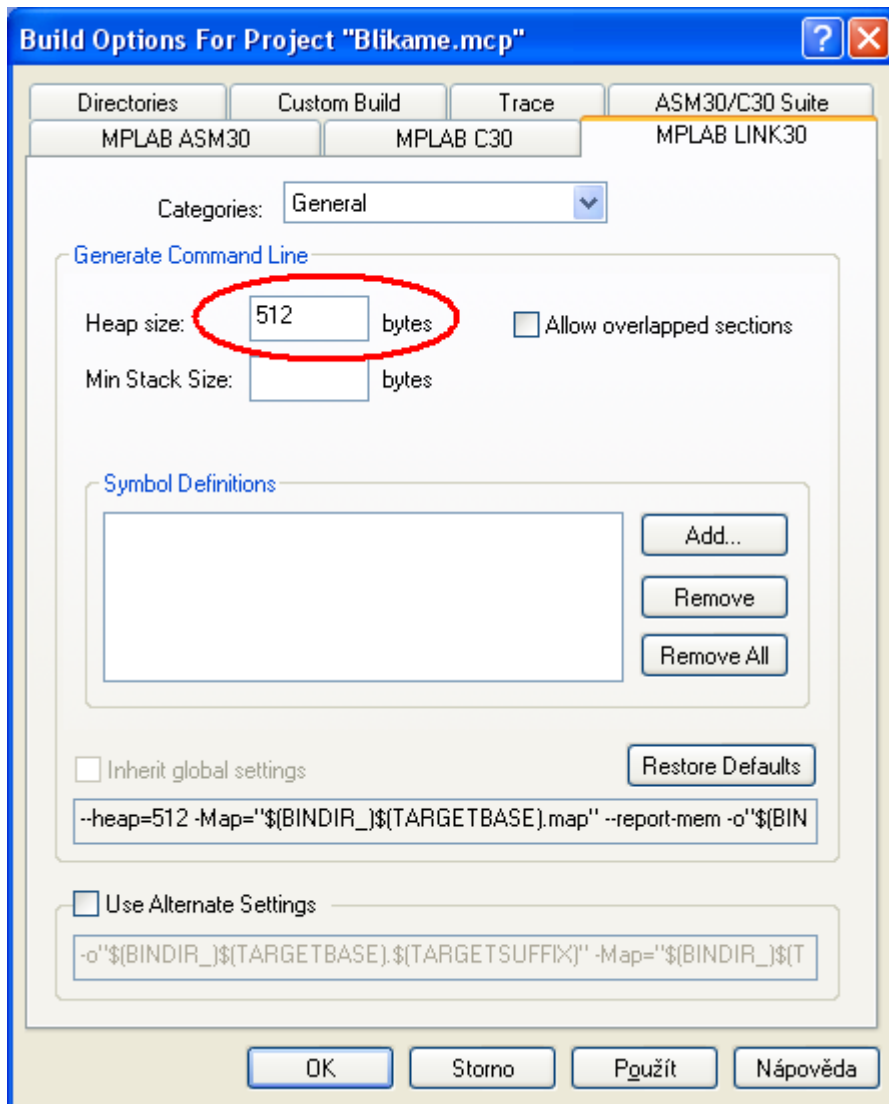 Build Options For Project "Blikame.mcp"
Directories Custom Build Trace ASM30/C30 Suite
MPLAB ASM30 MPLAB C30 MPLAB LINK30
Categories: General
Generate Command Line
Heap size: 512 bytes Allow overlapped sections
Min Stack Size: bytes
Symbol Definitions
Add...
Remove
Remove All
Inherit global settings Restore Defaults
--heap=512 -Map="$(BINDIR_)$(TARGETBASE).map" --report-mem -o"$(BIN
Use Alternate Settings
-o"$(BINDIR_)$(TARGETBASE).$(TARGETSUFFIX)" -Map="$(BINDIR_)$(T
OK Storno Použít Nápověda